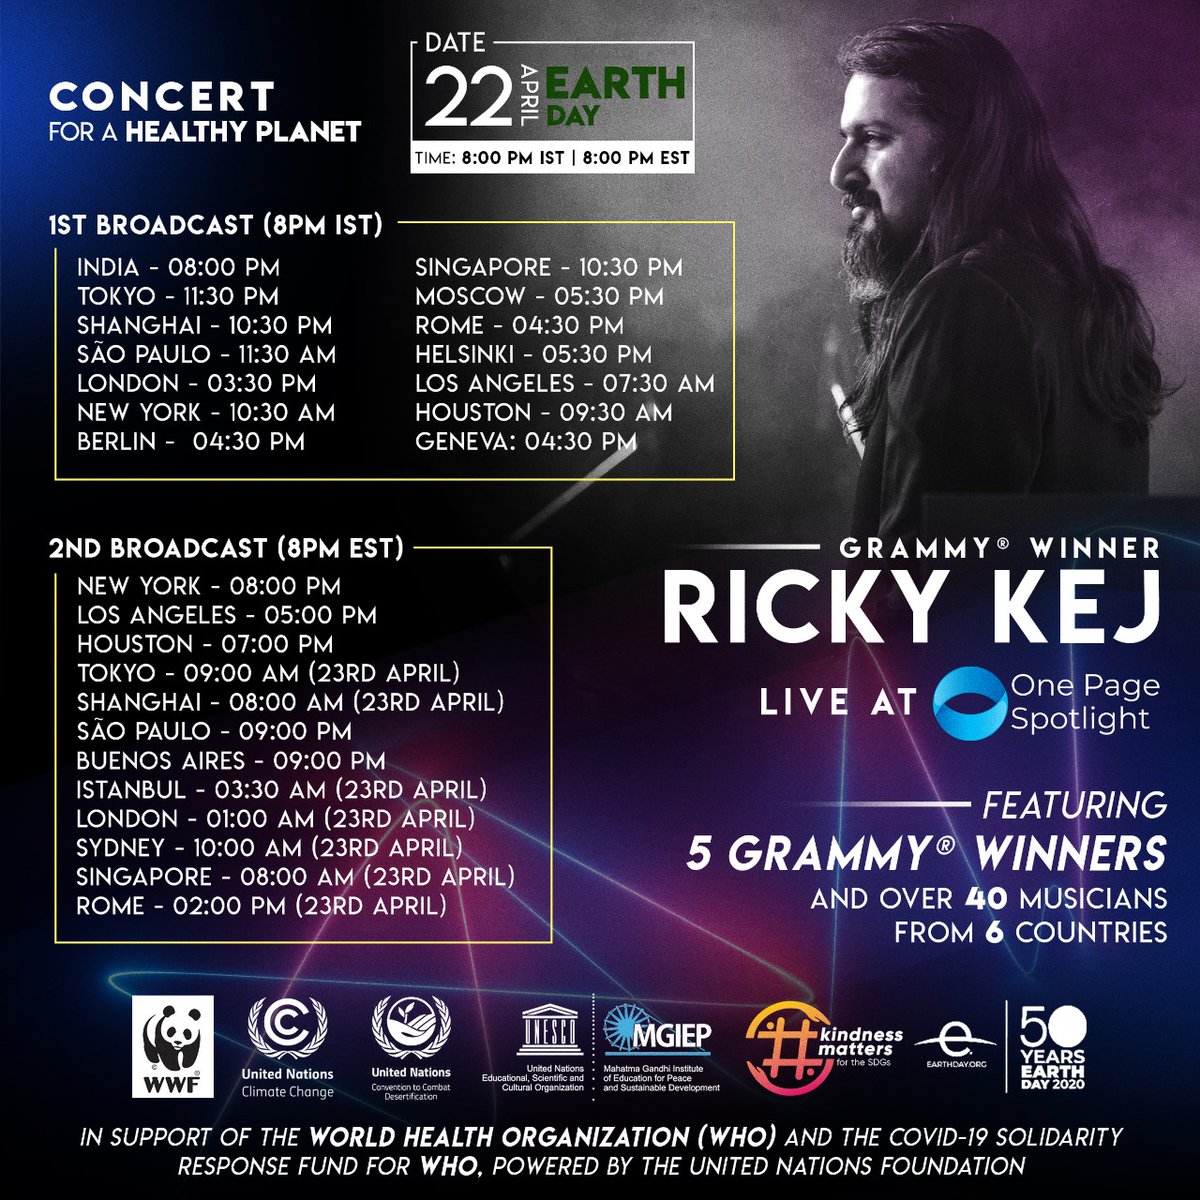 CONCERT
FOR A HEALTHY PLANET
DATE
22
APRIL
EARTH
DAY
TIME: 8:00 PM IST | 8:00 PM EST
1ST BROADCAST (8PM IST)
INDIA - 08:00 PM
TOKYO - 11:30 PM
SHANGHAI - 10:30 PM
SÃO PAULO - 11:30 AM
LONDON - 03:30 PM
NEW YORK - 10:30 AM
BERLIN - 04:30 PM
SINGAPORE - 10:30 PM
MOSCOW - 05:30 PM
ROME - 04:30 PM
HELSINKI - 05:30 PM
LOS ANGELES - 07:30 AM
HOUSTON - 09:30 AM
GENEVA: 04:30 PM
2ND BROADCAST (8PM EST)
NEW YORK - 08:00 PM
LOS ANGELES - 05:00 PM
HOUSTON - 07:00 PM
TOKYO - 09:00 AM (23RD APRIL)
SHANGHAI - 08:00 AM (23RD APRIL)
SÃO PAULO - 09:00 PM
BUENOS AIRES - 09:00 PM
ISTANBUL - 03:30 AM (23RD APRIL)
LONDON - 01:00 AM (23RD APRIL)
SYDNEY - 10:00 AM (23RD APRIL)
SINGAPORE - 08:00 AM (23RD APRIL)
ROME - 02:00 PM (23RD APRIL)
GRAMMY® WINNER
RICKY KEJ
LIVE AT
One Page
Spotlight
FEATURING
5 GRAMMY® WINNERS
AND OVER 40 MUSICIANS
FROM 6 COUNTRIES
WWF
United Nations
Climate Change
United Nations
Convention to Combat
Desertification
UNESCO
United Nations
Educational, Scientific and
Cultural Organization
MGIEP
Mahatma Gandhi Institute
of Education for Peace
and Sustainable Development
#kindness
matters
for the SDGs
EARTHDAY.ORG
50
YEARS
EARTH
DAY 2020
IN SUPPORT OF THE WORLD HEALTH ORGANIZATION (WHO) AND THE COVID-19 SOLIDARITY
RESPONSE FUND FOR WHO, POWERED BY THE UNITED NATIONS FOUNDATION